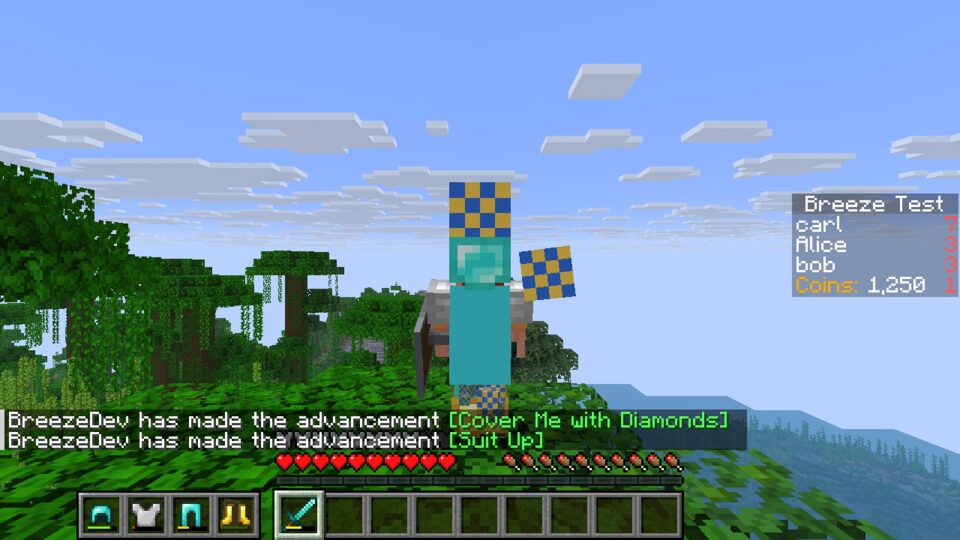 Breeze Test
carl 7
Alice 3
bob 3
Coins: 1,250 1
BreezeDev has made the advancement [Cover Me with Diamonds]
BreezeDev has made the advancement [Suit Up]